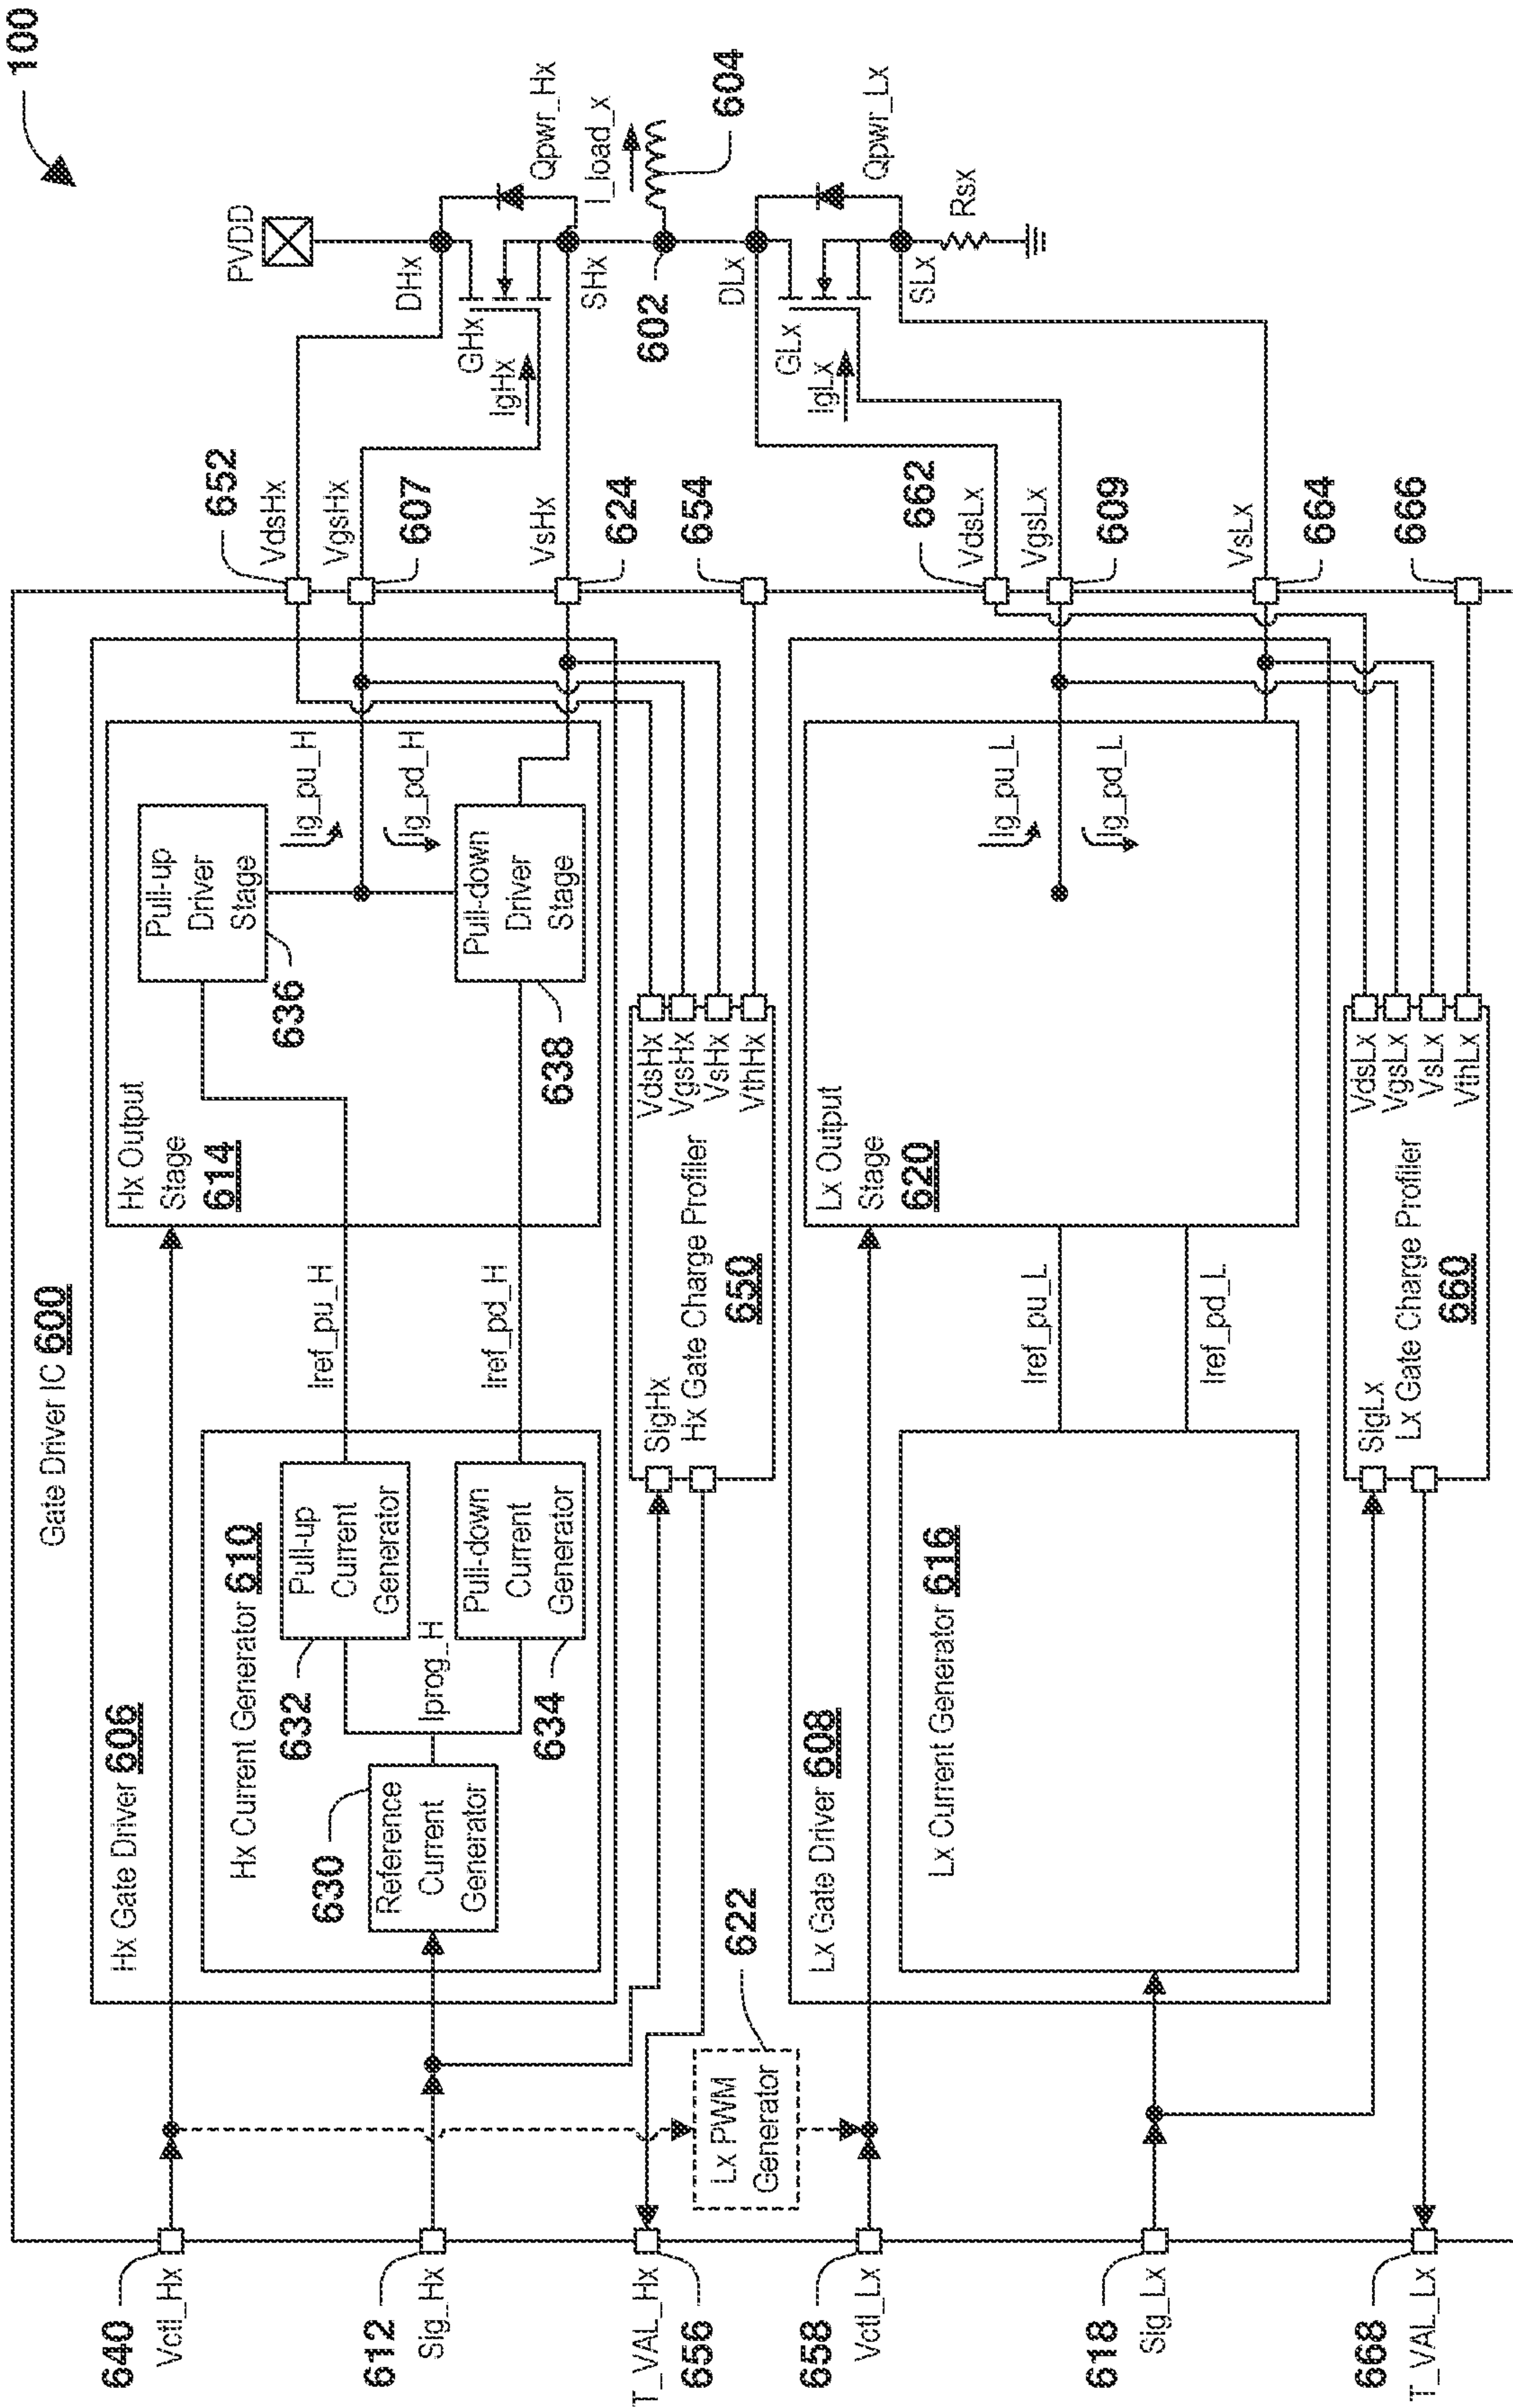 100
Gate Driver IC 600
640
Vctl_Hx
612
Sig_Hx
T_VAL_Hx
656
658
Vctl_Lx
618
Sig_Lx
668
T_VAL_Lx
Hx Gate Driver 606
Hx Current Generator 610
630
Reference
Current
Generator
632
Pull-up
Current
Generator
Iprog_H
634
Pull-down
Current
Generator
Iref_pu_H
Iref_pd_H
Hx Output
Stage
614
Pull-up
Driver
Stage
636
Ig_pu_H
Ig_pd_H
Pull-down
Driver
Stage
638
SigHx
Hx Gate Charge Profiler
650
VdsHx
VgsHx
VsHx
VthHx
622
Lx PWM
Generator
Lx Gate Driver 608
Lx Current Generator 616
Iref_pu_L
Iref_pd_L
Lx Output
Stage
620
Ig_pu_L
Ig_pd_L
SigLx
Lx Gate Charge Profiler
660
VdsLx
VgsLx
VsLx
VthLx
652
VdsHx
VgsHx
607
VsHx
624
654
662
VdsLx
VgsLx
609
VsLx
664
666
PVDD
DHx
GHx
IgHx
SHx
Qpwr_Hx
I_load_x
602
604
DLx
GLx
IgLx
SLx
Qpwr_Lx
Rsx